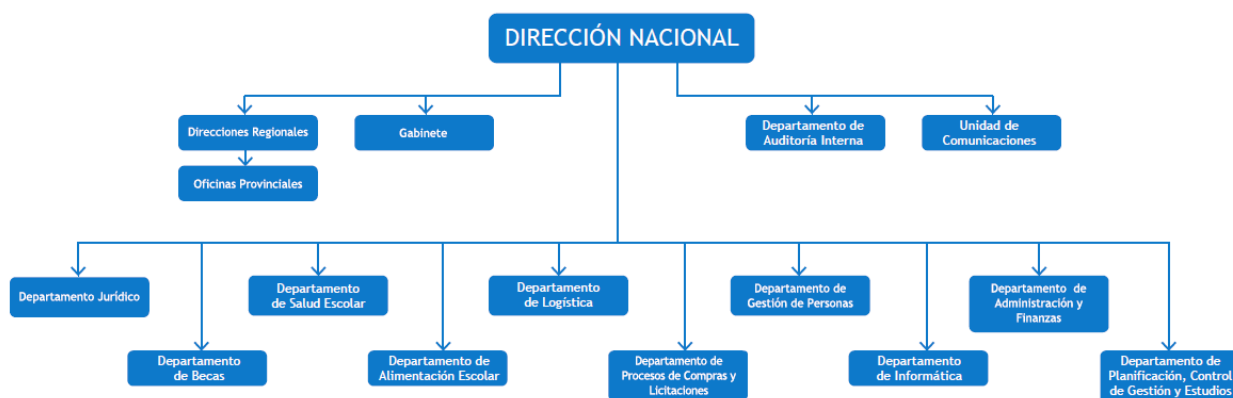 DIRECCIÓN NACIONAL
Direcciones Regionales
Gabinete
Departamento de
Auditoría Interna
Unidad de
Comunicaciones
Oficinas Provinciales
Departamento Jurídico
Departamento
de Salud Escolar
Departamento
de Logística
Departamento de
Gestión de Personas
Departamento de
Administración y
Finanzas
Departamento
de Becas
Departamento de
Alimentación Escolar
Departamento de
Procesos de Compras y
Licitaciones
Departamento
de Informática
Departamento de
Planificación, Control
de Gestión y Estudios